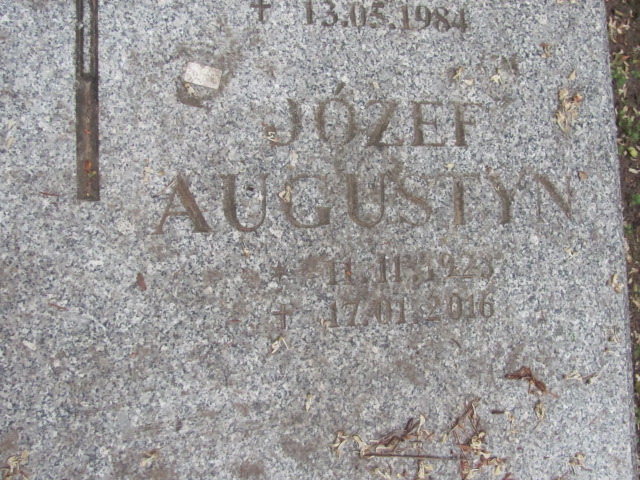 + 13.05.1984
JÓZEF
AUGUSTYN
* 11.11.1923
+ 17.01.2016